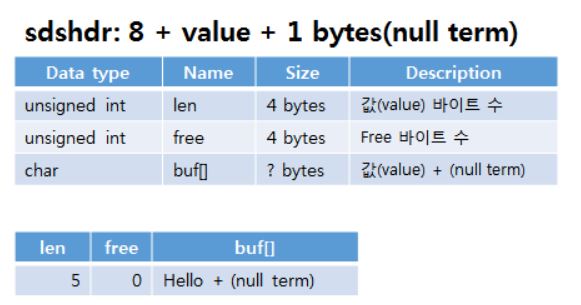 sdshdr: 8 + value + 1 bytes(null term)
Data type Name Size Description
unsigned int len 4 bytes 값(value) 바이트 수
unsigned int free 4 bytes Free 바이트 수
char buf[] ? bytes 값(value) + (null term)
len free buf[]
5 0 Hello + (null term)